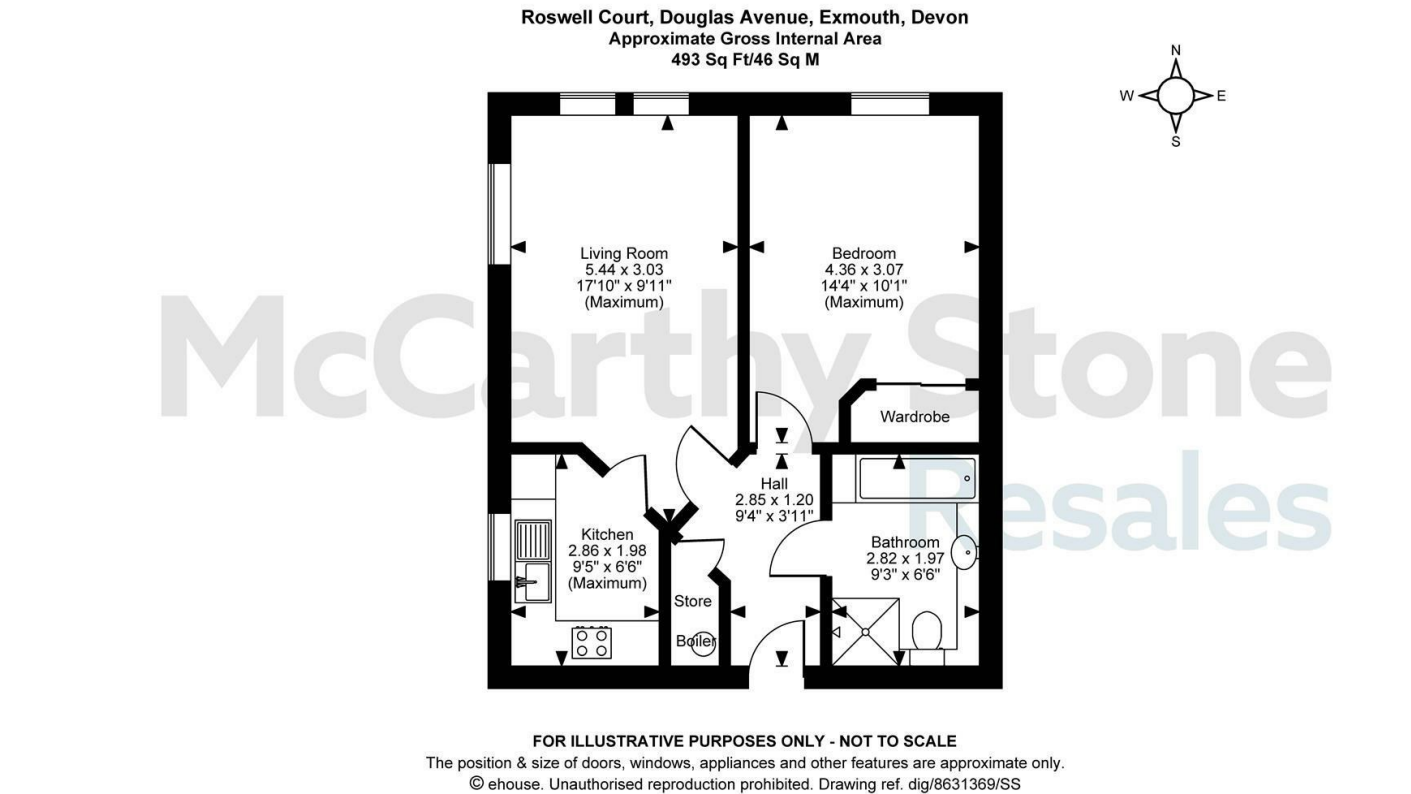 Roswell Court, Douglas Avenue, Exmouth, Devon
Approximate Gross Internal Area
493 Sq Ft/46 Sq M
N
W E
S
Living Room
5.44 x 3.03
17'10" x 9'11"
(Maximum)
Bedroom
4.36 x 3.07
14'4" x 10'1"
(Maximum)
McCarthy Stone
Resales
Wardrobe
Hall
2.85 x 1.20
9'4" x 3'11"
Kitchen
2.86 x 1.98
9'5" x 6'6"
(Maximum)
Bathroom
2.82 x 1.97
9'3" x 6'6"
Store
Boiler
FOR ILLUSTRATIVE PURPOSES ONLY - NOT TO SCALE
The position & size of doors, windows, appliances and other features are approximate only.
© ehouse. Unauthorised reproduction prohibited. Drawing ref. dig/8631369/SS